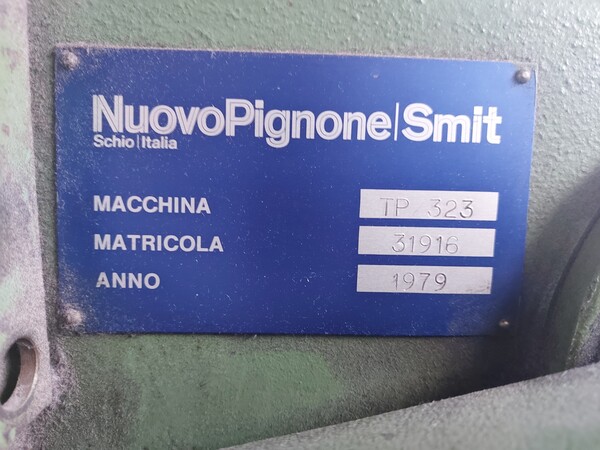 NuovoPignone|Smit
Schio|Italia
MACCHINA TP 323
MATRICOLA 31916
ANNO 1979